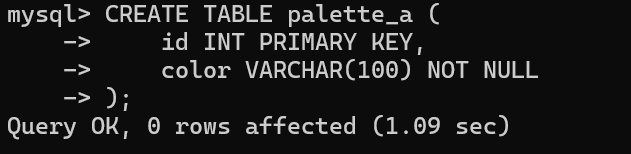 mysql> CREATE TABLE palette_a (
    ->     id INT PRIMARY KEY,
    ->     color VARCHAR(100) NOT NULL
    -> );
Query OK, 0 rows affected (1.09 sec)